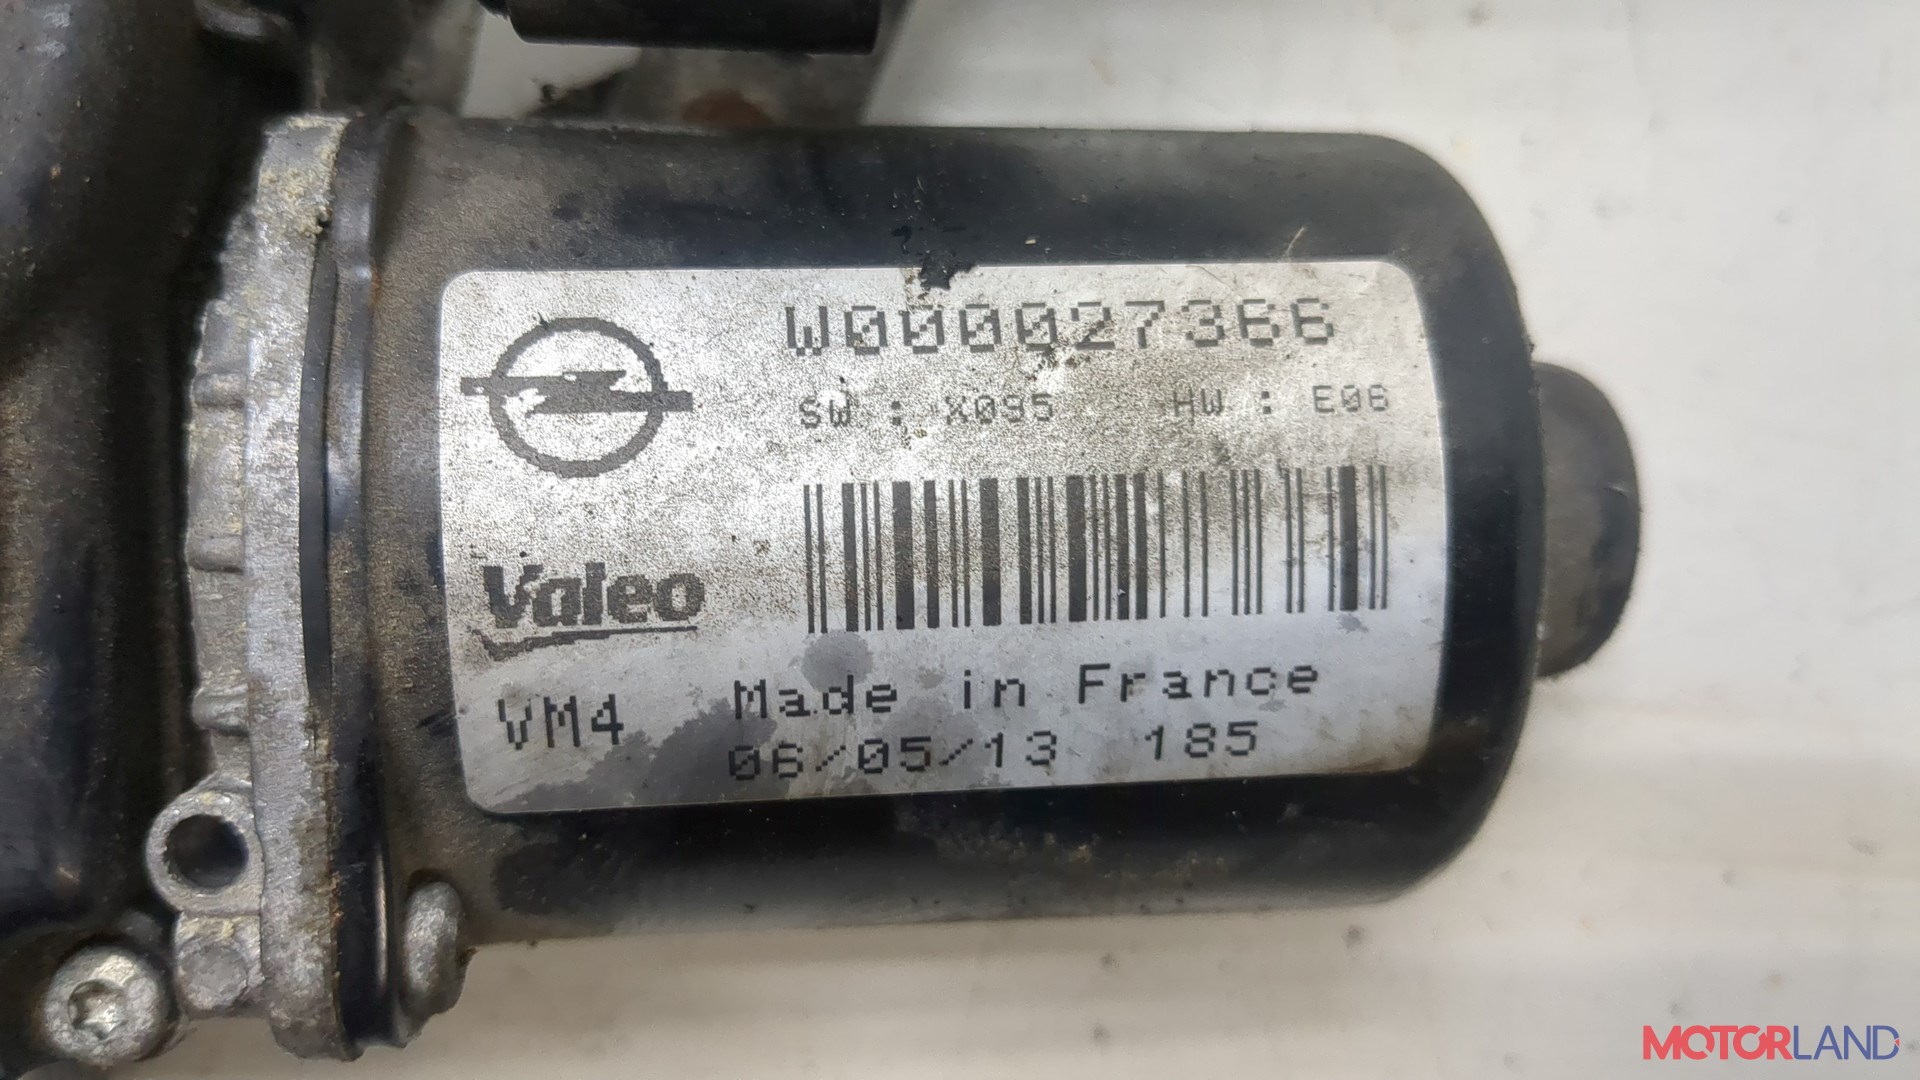 W000027366
SW : X095 HW : E06
Valeo
VM4
Made in France
06/05/13 185
MOTORLAND